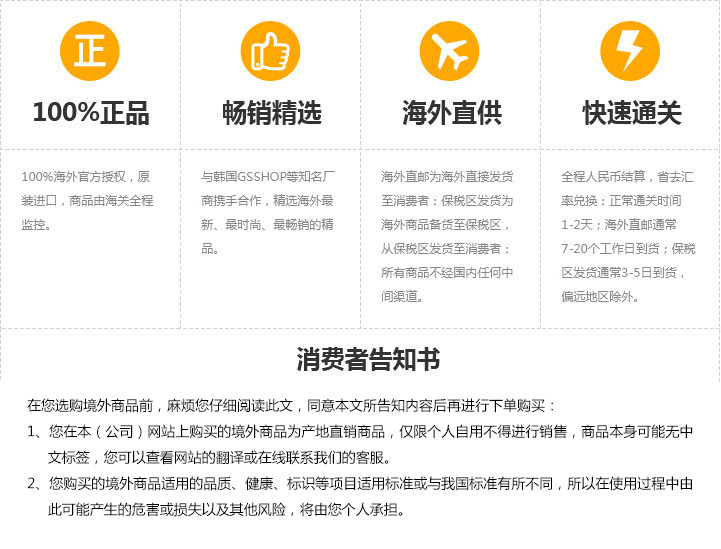 正
100%正品
畅销精选
海外直供
快速通关
100%海外官方授权，原
装进口，商品由海关全程
监控。
与韩国GSSHOP等知名厂
商携手合作，精选海外最
新、最时尚、最畅销的精
品。
海外直邮为海外直接发货
至消费者；保税区发货为
海外商品备货至保税区，
从保税区发货至消费者；
所有商品不经国内任何中
间渠道。
全程人民币结算，省去汇
率兑换；正常通关时间
1-2天；海外直邮通常
7-20个工作日到货；保税
区发货通常3-5日到货，
偏远地区除外。
消费者告知书
在您选购境外商品前，麻烦您仔细阅读此文，同意本文所告知内容后再进行下单购买：
1、您在本（公司）网站上购买的境外商品为产地直销商品，仅限个人自用不得进行销售，商品本身可能无中
文标签，您可以查看网站的翻译或在线联系我们的客服。
2、您购买的境外商品适用的品质、健康、标识等项目适用标准或与我国标准有所不同，所以在使用过程中由
此可能产生的危害或损失以及其他风险，将由您个人承担。